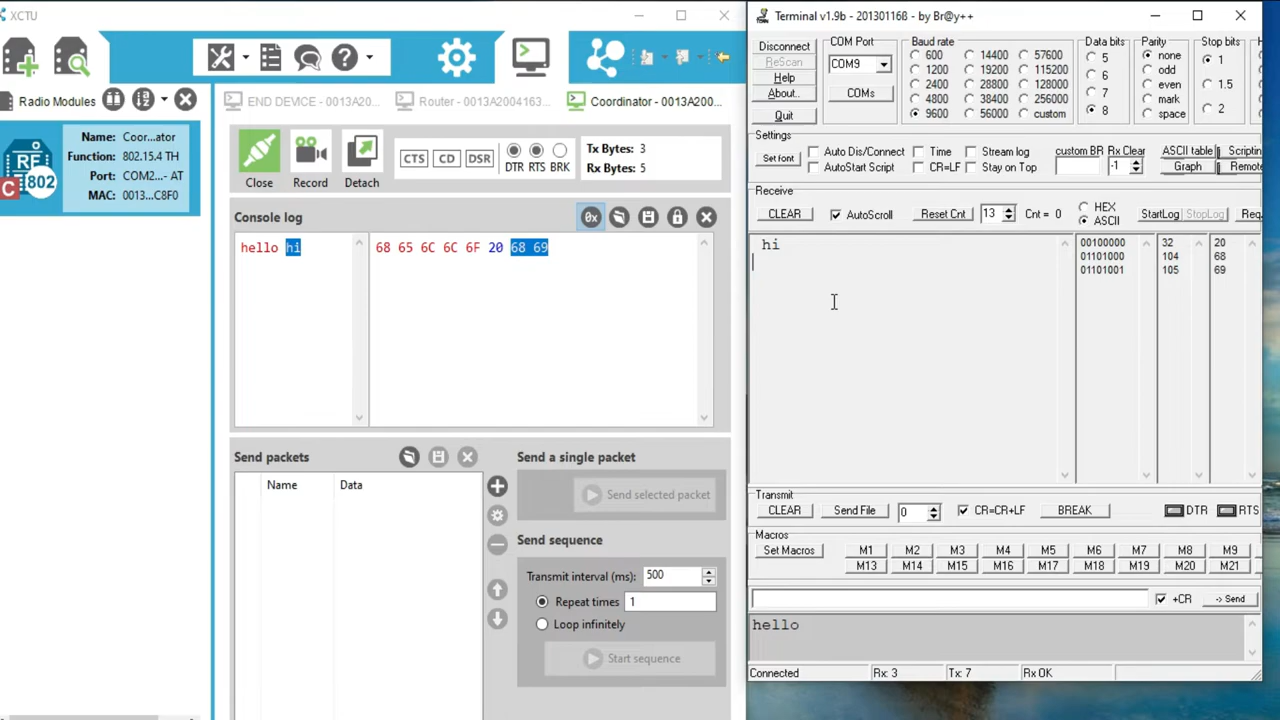 XCTU
Radio Modules
Name: Coor...ator
Function: 802.15.4 TH
Port: COM2...- AT
MAC: 0013...C8F0
RF
802
C
END DEVICE - 0013A20...
Router - 0013A2004163...
Coordinator - 0013A200...
Close
Record
Detach
CTS
CD
DSR
DTR RTS BRK
Tx Bytes: 3
Rx Bytes: 5
Console log
0x
hello hi
68 65 6C 6C 6F 20 68 69
Send packets
Name
Data
Send a single packet
Send selected packet
Send sequence
Transmit interval (ms): 500
Repeat times 1
Loop infinitely
Start sequence
Terminal v1.9b - 20130116ß - by Br@y++
Disconnect
ReScan
Help
About..
Quit
COM Port
COM9
COMs
Baud rate
600 14400 57600
1200 19200 115200
2400 28800 128000
4800 38400 256000
9600 56000 custom
Data bits
5
6
7
8
Parity
none
odd
even
mark
space
Stop bits
1
1.5
2
Settings
Set font
Auto Dis/Connect
Time
Stream log
AutoStart Script
CR=LF
Stay on Top
custom BR
Rx Clear
-1
ASCII table
Scripting
Graph
Remote
Receive
CLEAR
AutoScroll
Reset Cnt
13
Cnt = 0
HEX
ASCII
StartLog
StopLog
Req.
hi
00100000 32 20
01101000 104 68
01101001 105 69
Transmit
CLEAR
Send File
0
CR=CR+LF
BREAK
DTR
RTS
Macros
Set Macros
M1 M2 M3 M4 M5 M6 M7 M8 M9
M13 M14 M15 M16 M17 M18 M19 M20 M21
+CR
-> Send
hello
Connected
Rx: 3
Tx: 7
Rx OK